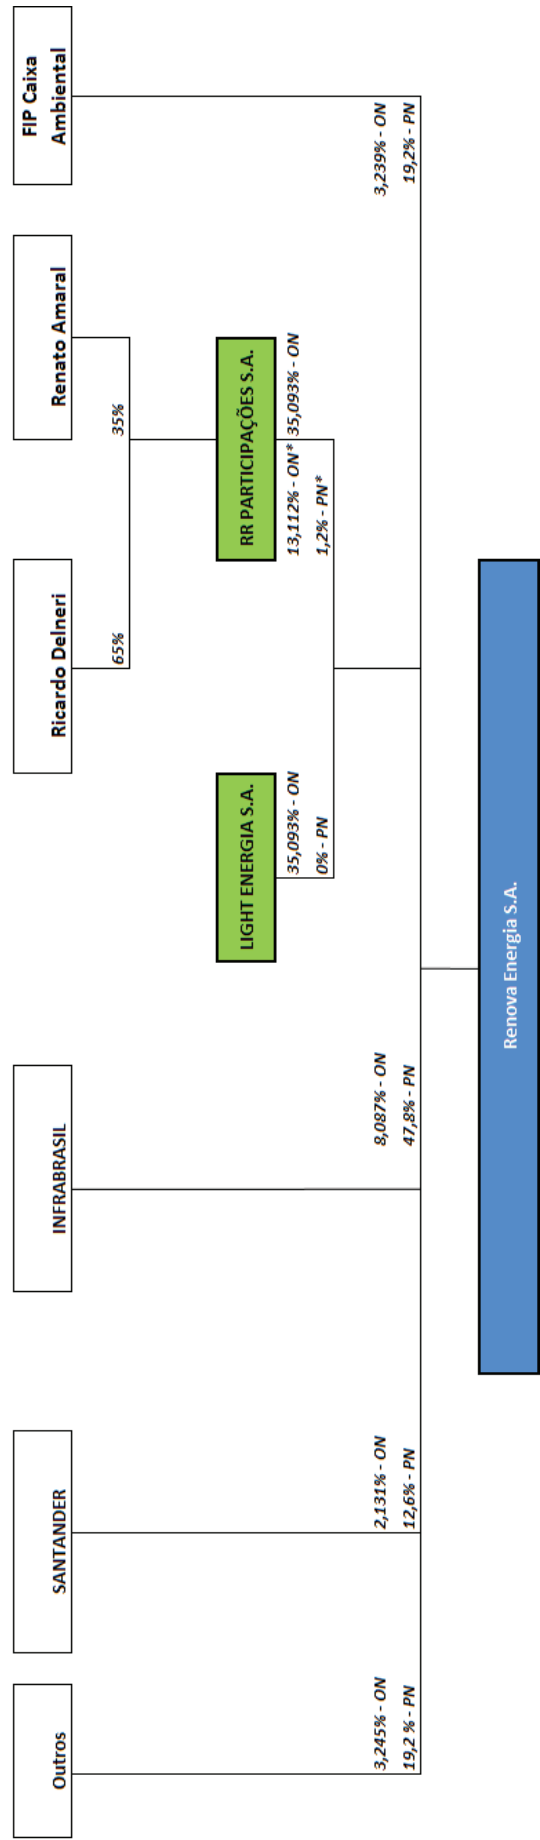 Outros
SANTANDER
INFRABRASIL
Ricardo Delneri
Renato Amaral
FIP Caixa
Ambiental
65%
35%
LIGHT ENERGIA S.A.
RR PARTICIPAÇÕES S.A.
35,093% - ON
0% - PN
13,112% - ON*
1,2% - PN*
35,093% - ON
3,245% - ON
19,2 % - PN
2,131% - ON
12,6% - PN
8,087% - ON
47,8% - PN
3,239% - ON
19,2% - PN
Renova Energia S.A.